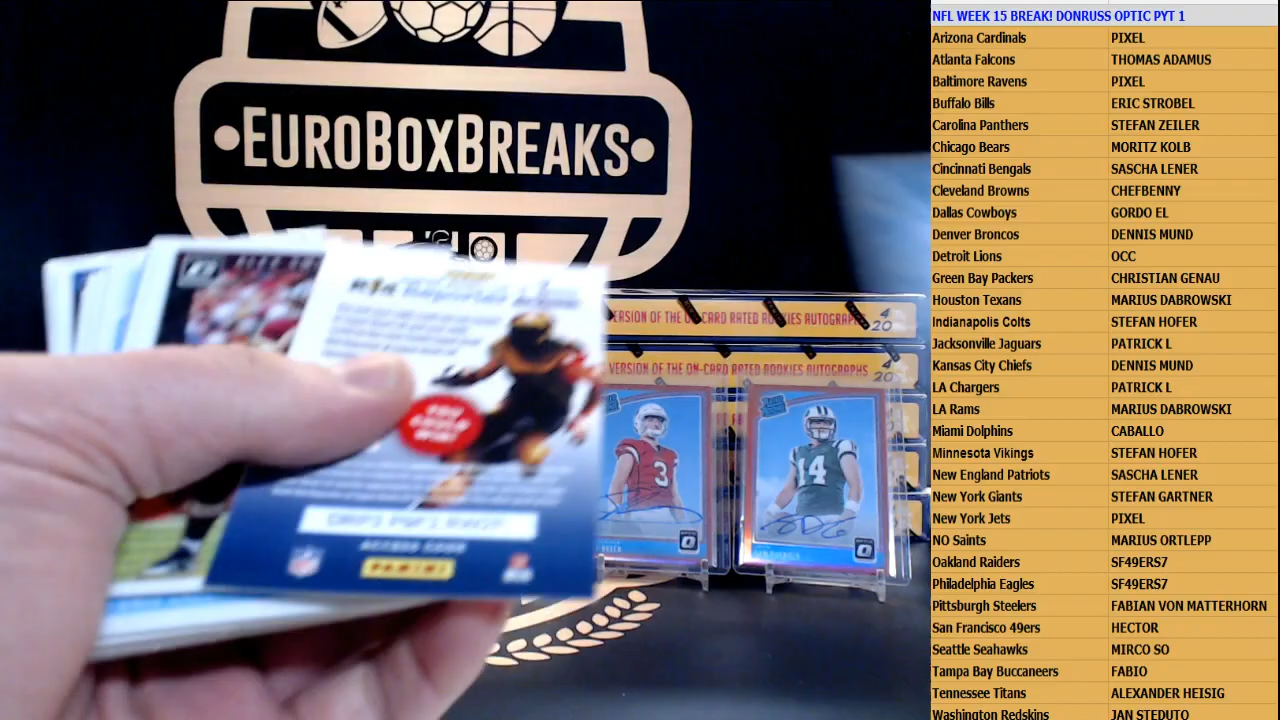 EUROBOXBREAKS
NFL WEEK 15 BREAK! DONRUSS OPTIC PYT 1
Arizona Cardinals PIXEL
Atlanta Falcons THOMAS ADAMUS
Baltimore Ravens PIXEL
Buffalo Bills ERIC STROBEL
Carolina Panthers STEFAN ZEILER
Chicago Bears MORITZ KOLB
Cincinnati Bengals SASCHA LENER
Cleveland Browns CHEFBENNY
Dallas Cowboys GORDO EL
Denver Broncos DENNIS MUND
Detroit Lions OCC
Green Bay Packers CHRISTIAN GENAU
Houston Texans MARIUS DABROWSKI
Indianapolis Colts STEFAN HOFER
Jacksonville Jaguars PATRICK L
Kansas City Chiefs DENNIS MUND
LA Chargers PATRICK L
LA Rams MARIUS DABROWSKI
Miami Dolphins CABALLO
Minnesota Vikings STEFAN HOFER
New England Patriots SASCHA LENER
New York Giants STEFAN GARTNER
New York Jets PIXEL
NO Saints MARIUS ORTLEPP
Oakland Raiders SF49ERS7
Philadelphia Eagles SF49ERS7
Pittsburgh Steelers FABIAN VON MATTERHORN
San Francisco 49ers HECTOR
Seattle Seahawks MIRCO SO
Tampa Bay Buccaneers FABIO
Tennessee Titans ALEXANDER HEISIG
Washington Redskins JAN STEDUTO
VERSION OF THE ON-CARD RATED ROOKIES AUTOGRAPHS 4
20
VERSION OF THE ON-CARD RATED ROOKIES AUTOGRAPHS 4
20
3
14
PANINI